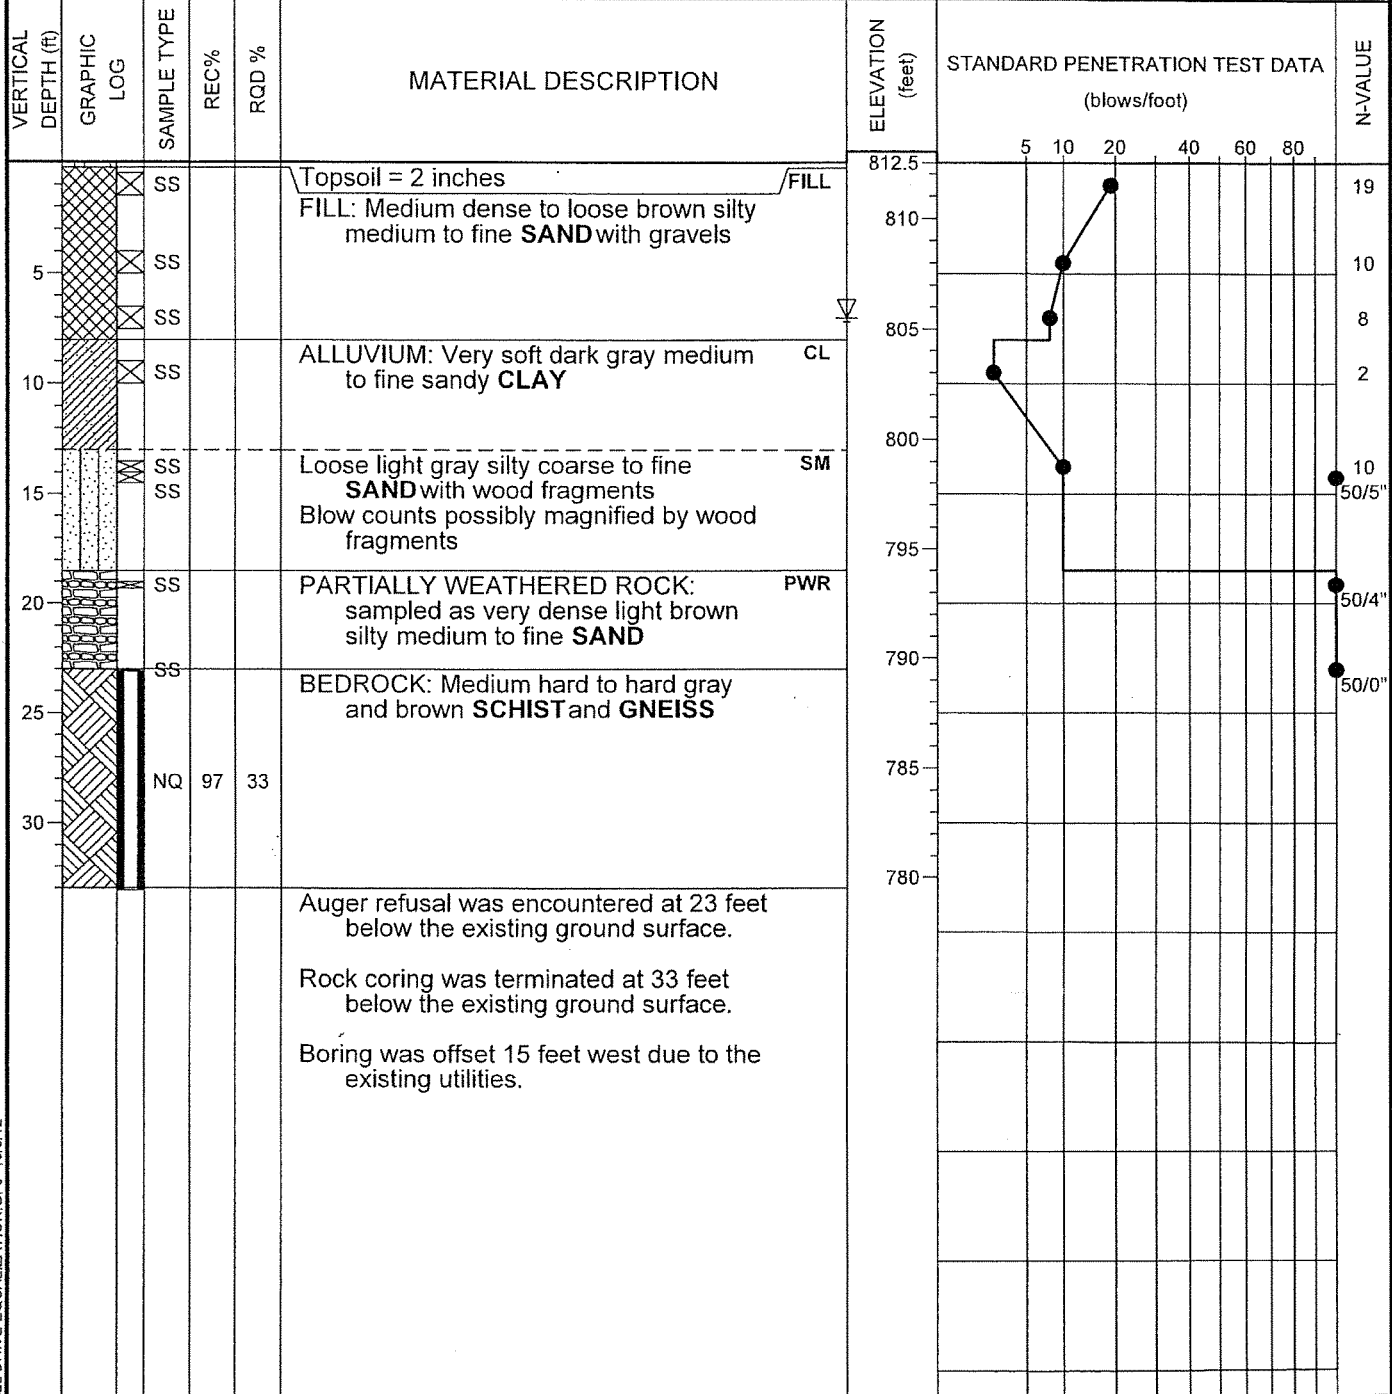 VERTICAL DEPTH (ft)
GRAPHIC LOG
SAMPLE TYPE
REC%
RQD %
MATERIAL DESCRIPTION
ELEVATION (feet)
STANDARD PENETRATION TEST DATA
(blows/foot)
N-VALUE
5 10 20 40 60 80
812.5
SS
Topsoil = 2 inches
FILL
19
FILL: Medium dense to loose brown silty
medium to fine SAND with gravels
810
SS
10
5
SS
8
805
ALLUVIUM: Very soft dark gray medium
CL
to fine sandy CLAY
SS
2
10
800
SS
Loose light gray silty coarse to fine
SM
10
SS
SAND with wood fragments
50/5"
15
Blow counts possibly magnified by wood
fragments
795
SS
PARTIALLY WEATHERED ROCK:
PWR
50/4"
20
sampled as very dense light brown
silty medium to fine SAND
790
SS
BEDROCK: Medium hard to hard gray
50/0"
25
and brown SCHIST and GNEISS
785
NQ 97 33
30
780
Auger refusal was encountered at 23 feet
below the existing ground surface.
Rock coring was terminated at 33 feet
below the existing ground surface.
Boring was offset 15 feet west due to the
existing utilities.